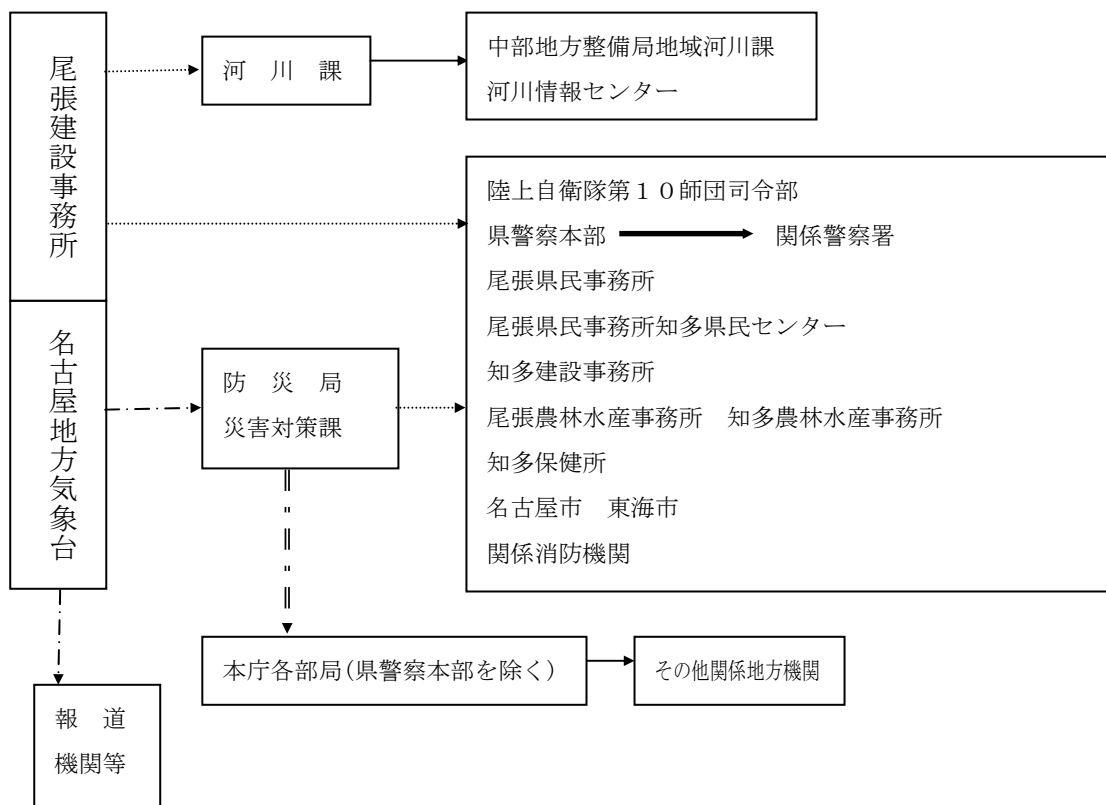 尾張建設事務所
河　川　課
中部地方整備局地域河川課
河川情報センター
陸上自衛隊第１０師団司令部
県警察本部　関係警察署
尾張県民事務所
尾張県民事務所知多県民センター
知多建設事務所
尾張農林水産事務所　知多農林水産事務所
知多保健所
名古屋市　東海市
関係消防機関
名古屋地方気象台
防　災　局
災害対策課
本庁各部局(県警察本部を除く)
その他関係地方機関
報　道
機関等